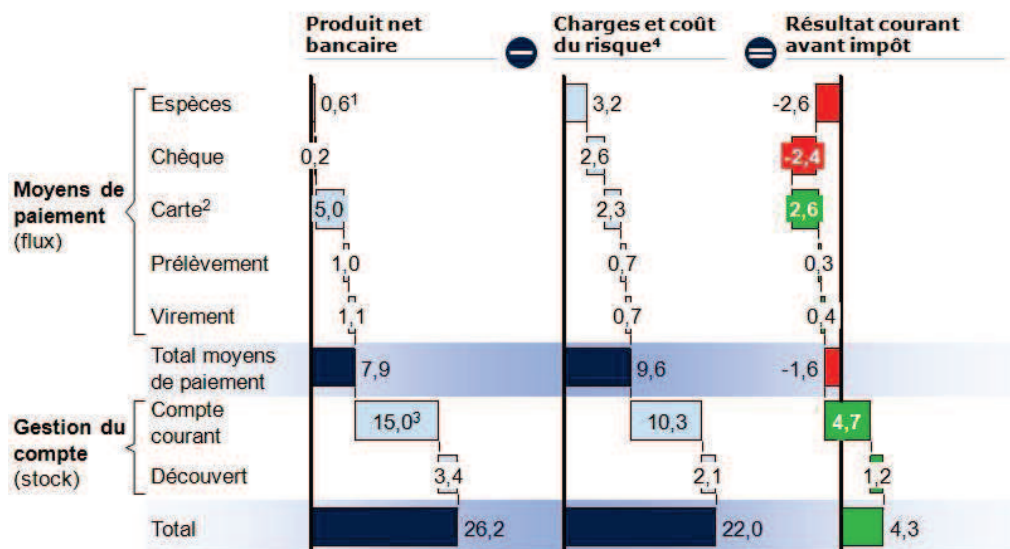 Produit net
bancaire
Charges et coût
du risque⁴
Résultat courant
avant impôt
Moyens de
paiement
(flux)
Espèces 0,6¹ 3,2 -2,6
Chèque 0,2 2,6 -2,4
Carte² 5,0 2,3 2,6
Prélèvement 1,0 0,7 0,3
Virement 1,1 0,7 0,4
Total moyens
de paiement
7,9 9,6 -1,6
Gestion du
compte
(stock)
Compte
courant
15,0³ 10,3 4,7
Découvert 3,4 2,1 1,2
Total 26,2 22,0 4,3